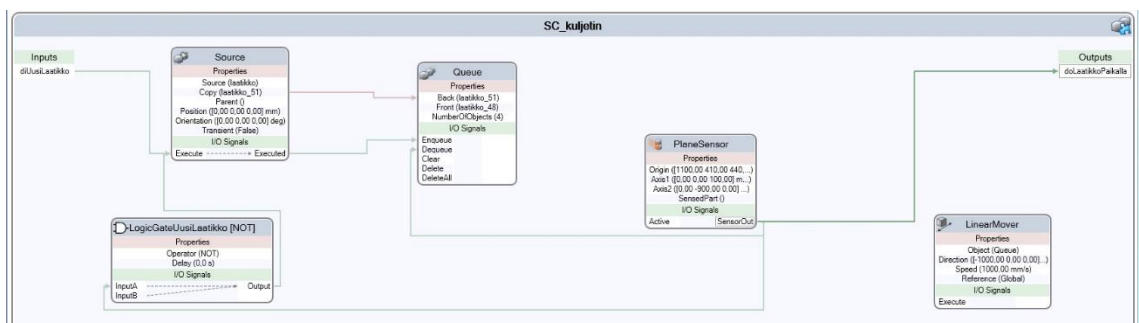 SC_kuljetin
Inputs
diUusiLaatikko
Source
Properties
Source (laatikko)
Copy (laatikko_51)
Parent ()
Position ([0,00 0,00 0,00] mm)
Orientation ([0,00 0,00 0,00] deg)
Transient (False)
I/O Signals
Execute Executed
Queue
Properties
Back (laatikko_51)
Front (laatikko_48)
NumberOfObjects (4)
I/O Signals
Enqueue
Dequeue
Clear
Delete
DeleteAll
Outputs
doLaatikkoPaikalla
PlaneSensor
Properties
Origin ([1100,00 410,00 440,...)
Axis1 ([0,00 0,00 100,00] m...)
Axis2 ([0,00 -900,00 0,00] ...)
SensedPart ()
I/O Signals
Active SensorOut
LogicGateUusiLaatikko [NOT]
Properties
Operator (NOT)
Delay (0,0 s)
I/O Signals
InputA Output
InputB
LinearMover
Properties
Object (Queue)
Direction ([-1000,00 0,00 0,00]...)
Speed (1000,00 mm/s)
Reference (Global)
I/O Signals
Execute